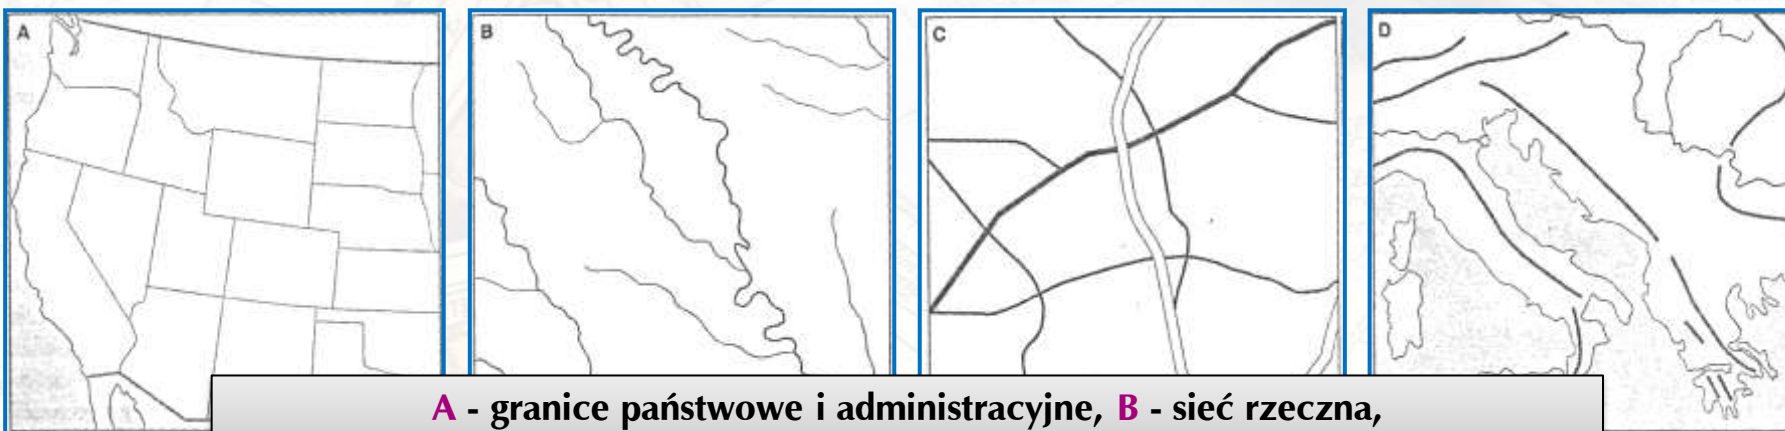 A
B
C
D
A - granice państwowe i administracyjne, B - sieć rzeczna,